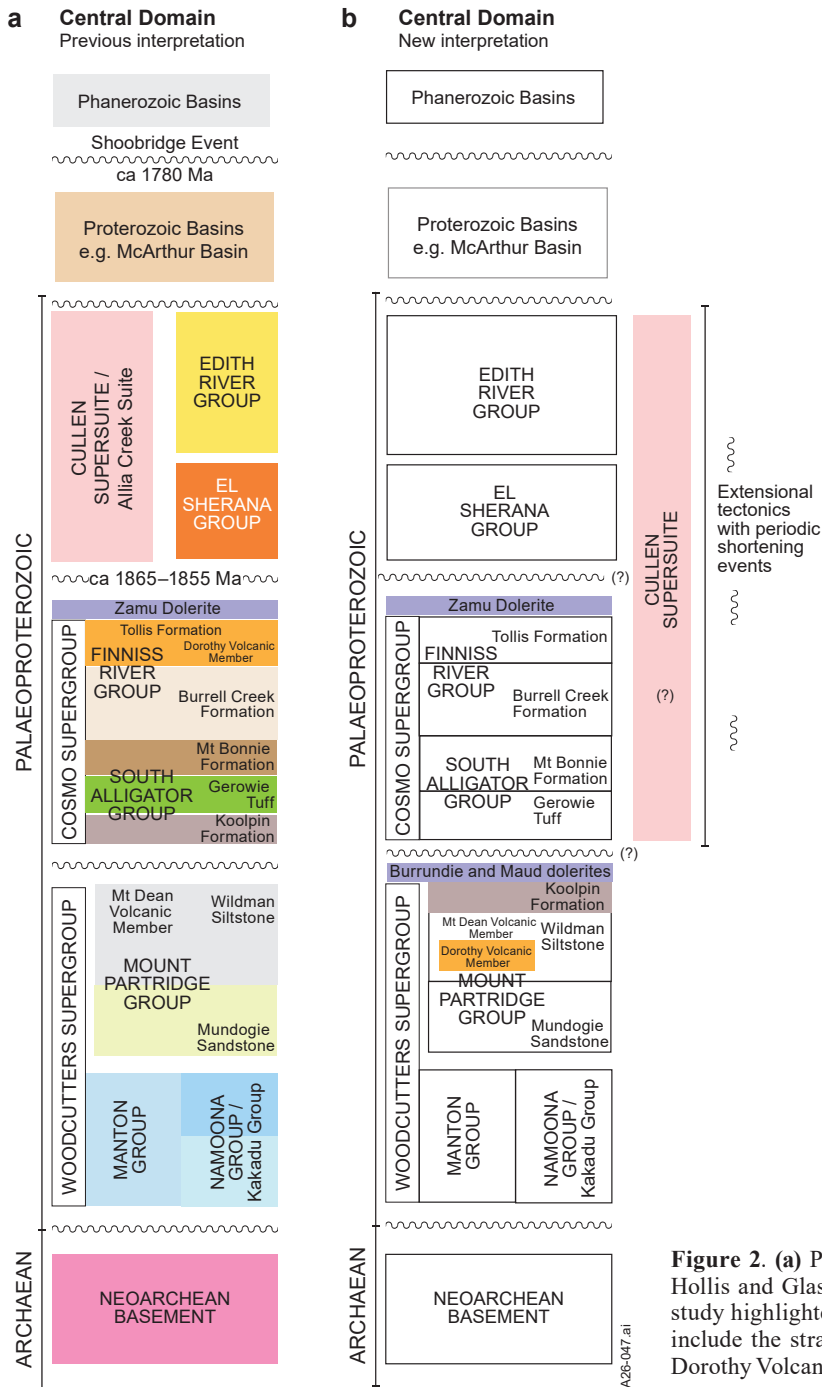 a
Central Domain
Previous interpretation
Phanerozoic Basins
Shoobridge Event
ca 1780 Ma
Proterozoic Basins
e.g. McArthur Basin
PALAEOPROTEROZOIC
CULLEN
SUPERSUITE /
Allia Creek Suite
EDITH
RIVER
GROUP
EL
SHERANA
GROUP
ca 1865–1855 Ma
Zamu Dolerite
COSMO SUPERGROUP
Tollis Formation
FINNISS
RIVER GROUP
Dorothy Volcanic
Member
Burrell Creek
Formation
Mt Bonnie
Formation
SOUTH
ALLIGATOR
GROUP
Gerowie
Tuff
Koolpin
Formation
WOODCUTTERS SUPERGROUP
Mt Dean
Volcanic
Member
Wildman
Siltstone
MOUNT
PARTRIDGE
GROUP
Mundogie
Sandstone
MANTON
GROUP
NAMOONA
GROUP /
Kakadu Group
ARCHAEAN
NEOARCHEAN
BASEMENT
b
Central Domain
New interpretation
Phanerozoic Basins
Proterozoic Basins
e.g. McArthur Basin
PALAEOPROTEROZOIC
EDITH
RIVER
GROUP
EL
SHERANA
GROUP
(?)
CULLEN
SUPERSUITE
(?)
Extensional
tectonics
with periodic
shortening
events
Zamu Dolerite
COSMO SUPERGROUP
Tollis Formation
FINNISS
RIVER GROUP
Burrell Creek
Formation
SOUTH
ALLIGATOR
GROUP
Mt Bonnie
Formation
Gerowie
Tuff
(?)
Burrundie and Maud dolerites
WOODCUTTERS SUPERGROUP
Koolpin
Formation
Mt Dean Volcanic
Member
Wildman
Siltstone
Dorothy Volcanic
Member
MOUNT
PARTRIDGE
GROUP
Mundogie
Sandstone
MANTON
GROUP
NAMOONA
GROUP /
Kakadu Group
ARCHAEAN
NEOARCHEAN
BASEMENT
A26-047.ai
Figure 2. (a) P
Hollis and Glas
study highlighte
include the stra
Dorothy Volcan